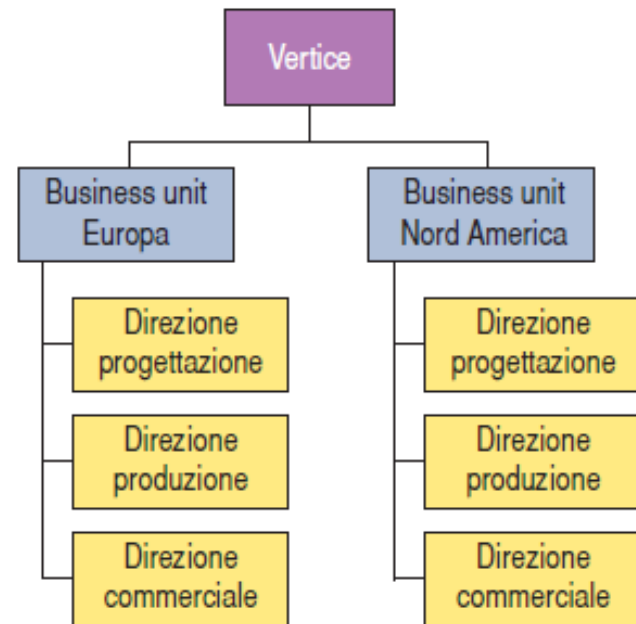 Vertice
Business unit
Europa
Business unit
Nord America
Direzione
progettazione
Direzione
progettazione
Direzione
produzione
Direzione
produzione
Direzione
commerciale
Direzione
commerciale